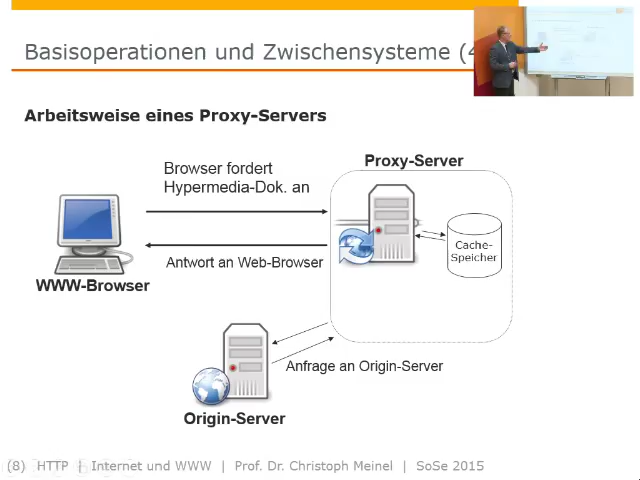 Basisoperationen und Zwischensysteme (4
Arbeitsweise eines Proxy-Servers
Browser fordert
Hypermedia-Dok. an
Proxy-Server
Cache-
Speicher
Antwort an Web-Browser
WWW-Browser
Anfrage an Origin-Server
Origin-Server
(8) HTTP | Internet und WWW | Prof. Dr. Christoph Meinel | SoSe 2015